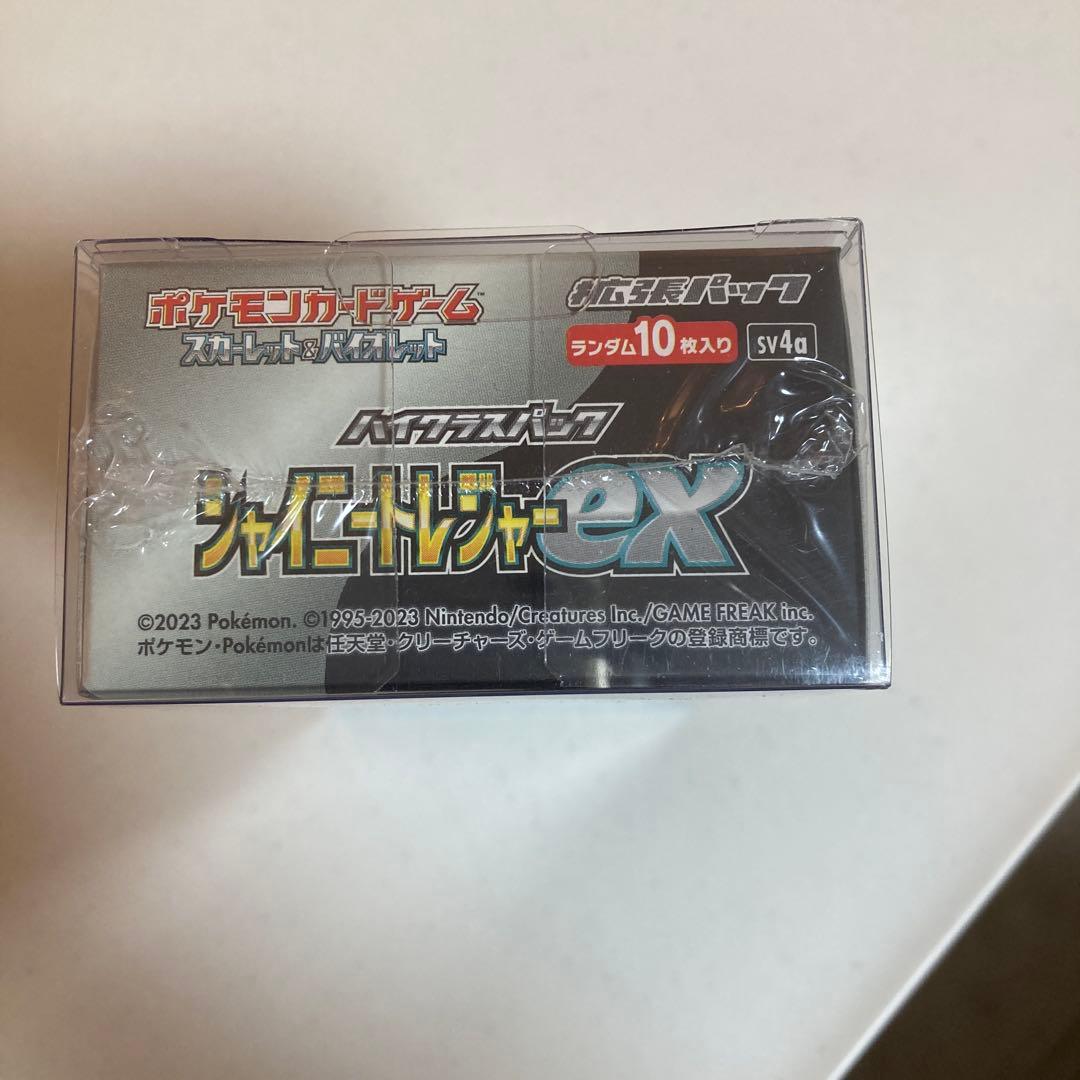 ポケモンカードゲーム™
スカーレット&バイオレット
拡張パック
ランダム10枚入り
sv4a
ハイクラスパック
シャイニートレジャーex
©2023 Pokémon. ©1995-2023 Nintendo/Creatures Inc./GAME FREAK inc.
ポケモン・Pokémonは任天堂・クリーチャーズ・ゲームフリークの登録商標です。